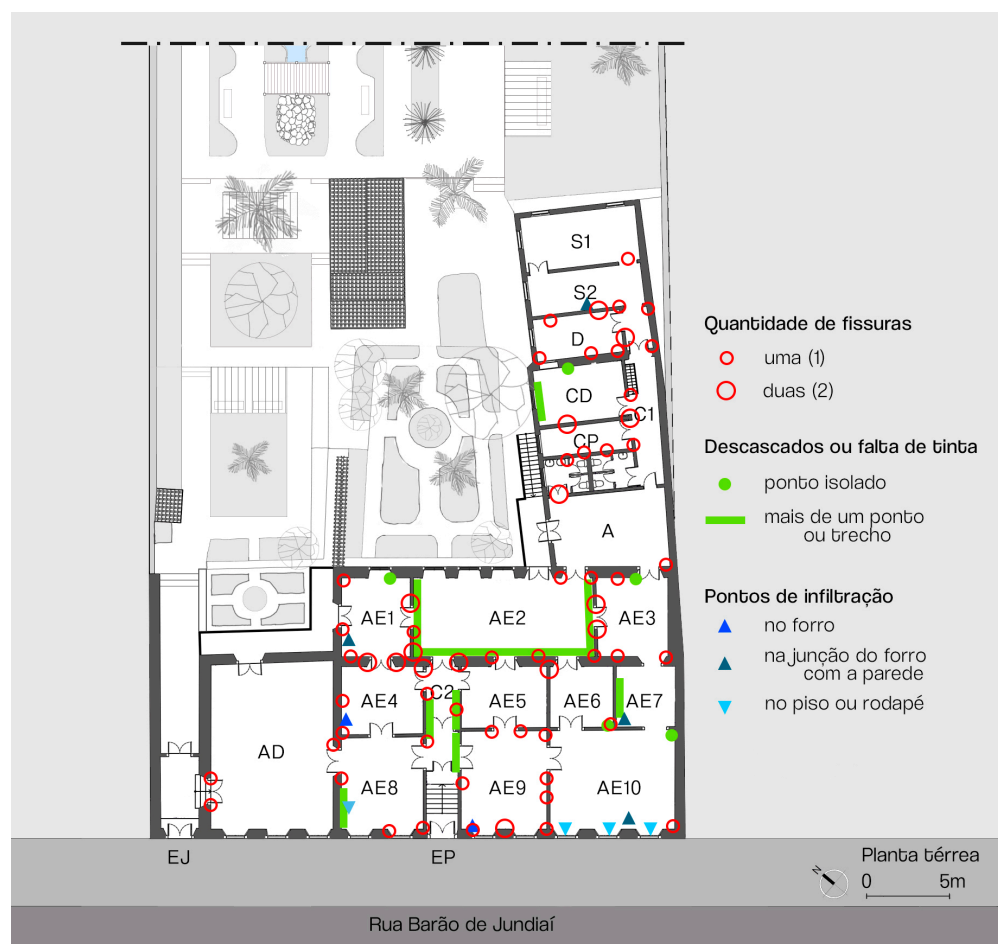 S1
S2
D
CD
C1
CP
A
AE1
AE2
AE3
C2
AE4
AE5
AE6
AE7
AD
AE8
AE9
AE10
EJ
EP
Rua Barão de Jundiaí
Quantidade de fissuras
uma (1)
duas (2)
Descascados ou falta de tinta
ponto isolado
mais de um ponto
ou trecho
Pontos de infiltração
no forro
na junção do forro
com a parede
no piso ou rodapé
Planta térrea
N
0 5m